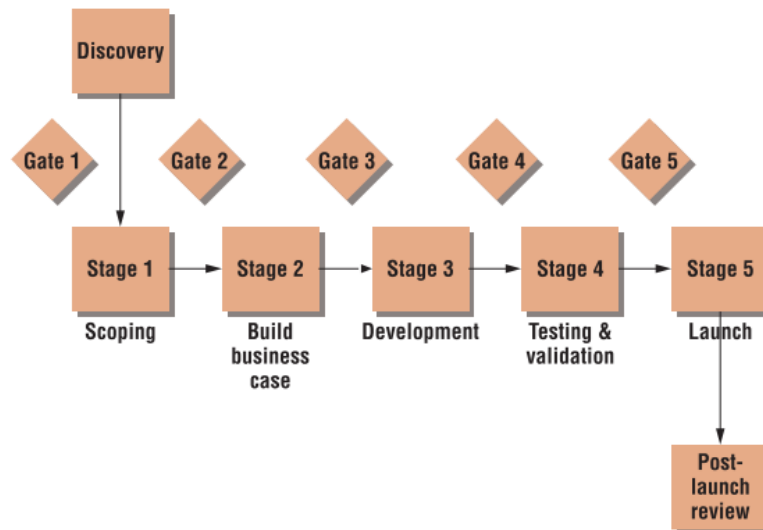 Discovery
Gate 1
Gate 2
Gate 3
Gate 4
Gate 5
Stage 1
Stage 2
Stage 3
Stage 4
Stage 5
Scoping
Build
business
case
Development
Testing &
validation
Launch
Post-
launch
review